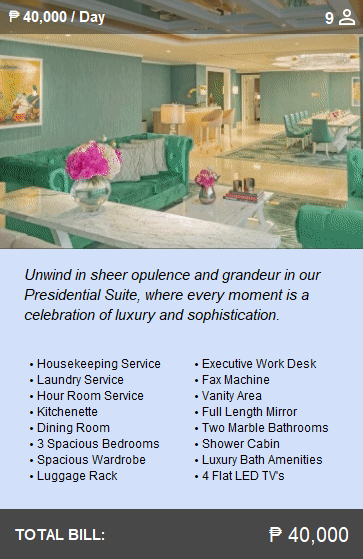 ₱ 40,000 / Day 9
Unwind in sheer opulence and grandeur in our
Presidential Suite, where every moment is a
celebration of luxury and sophistication.
• Housekeeping Service
• Laundry Service
• Hour Room Service
• Kitchenette
• Dining Room
• 3 Spacious Bedrooms
• Spacious Wardrobe
• Luggage Rack
• Executive Work Desk
• Fax Machine
• Vanity Area
• Full Length Mirror
• Two Marble Bathrooms
• Shower Cabin
• Luxury Bath Amenities
• 4 Flat LED TV's
TOTAL BILL: ₱ 40,000